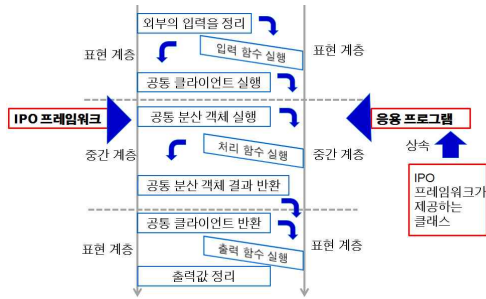 외부의 입력을 정리
입력 함수 실행
표현 계층
표현 계층
공통 클라이언트 실행
IPO 프레임워크
공통 분산 객체 실행
응용 프로그램
처리 함수 실행
상속
중간 계층
중간 계층
공통 분산 객체 결과 반환
IPO
프레임워크가
제공하는
클래스
공통 클라이언트 반환
표현 계층
출력 함수 실행
표현 계층
출력값 정리